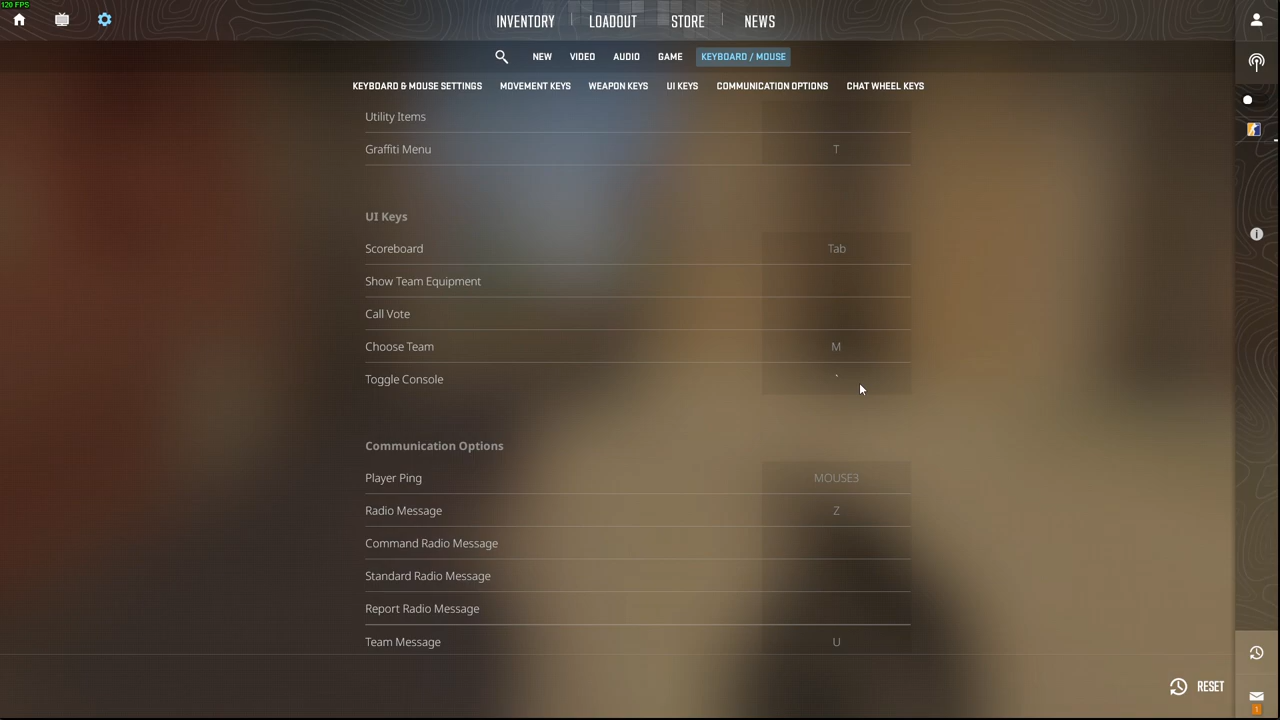 120 FPS
INVENTORY LOADOUT STORE NEWS
NEW VIDEO AUDIO GAME KEYBOARD / MOUSE
KEYBOARD & MOUSE SETTINGS MOVEMENT KEYS WEAPON KEYS UI KEYS COMMUNICATION OPTIONS CHAT WHEEL KEYS
Utility Items
Graffiti Menu T
UI Keys
Scoreboard Tab
Show Team Equipment
Call Vote
Choose Team M
Toggle Console `
Communication Options
Player Ping MOUSE3
Radio Message Z
Command Radio Message
Standard Radio Message
Report Radio Message
Team Message U
RESET